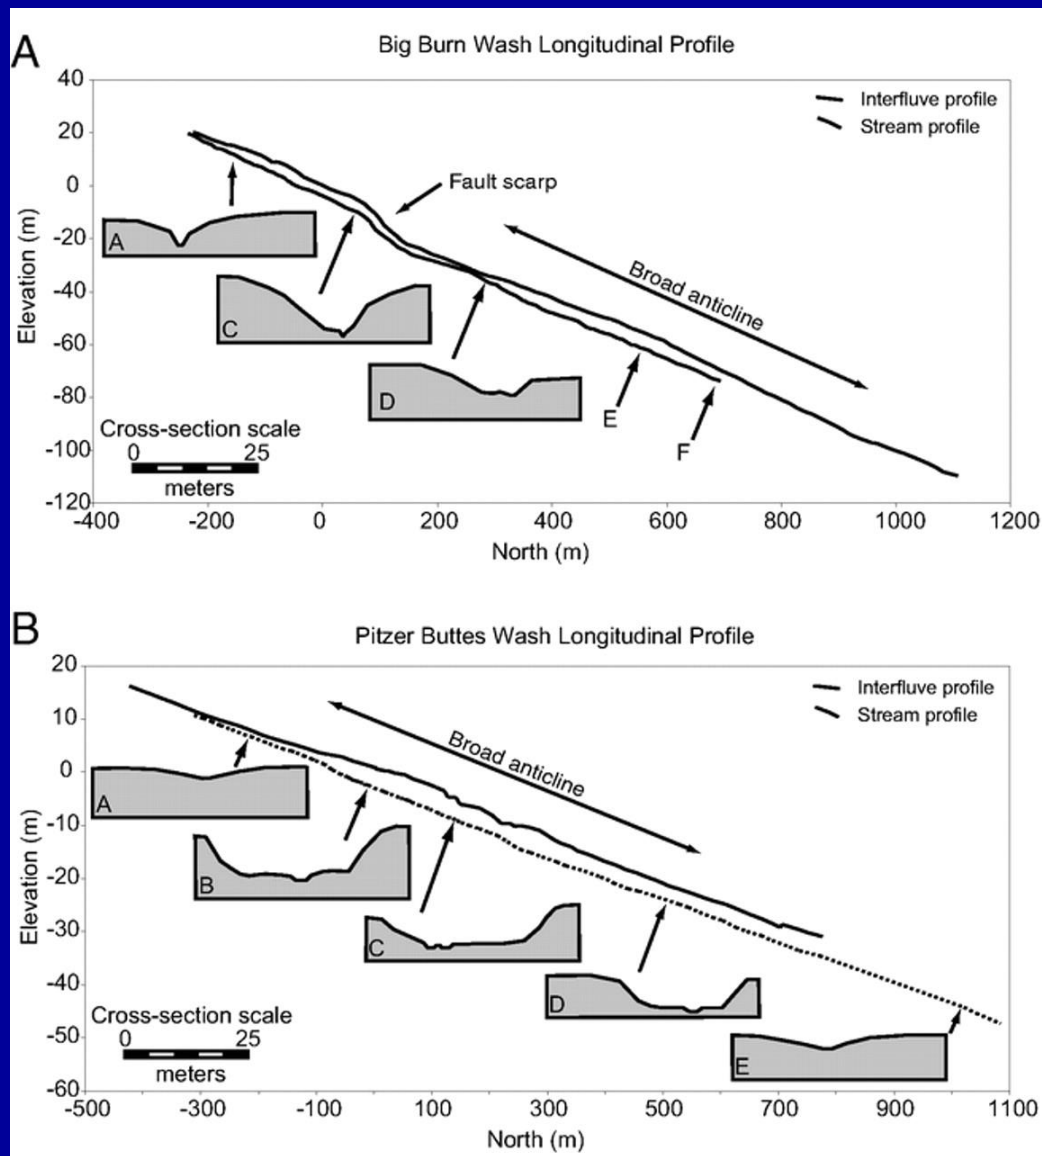 A
Big Burn Wash Longitudinal Profile
Interfluve profile
Stream profile
Fault scarp
Broad anticline
A
C
D
E
F
Cross-section scale
0 25
meters
Elevation (m)
40
20
0
-20
-40
-60
-80
-100
-120
-400 -200 0 200 400 600 800 1000 1200
North (m)
B
Pitzer Buttes Wash Longitudinal Profile
Interfluve profile
Stream profile
Broad anticline
A
B
C
D
E
Cross-section scale
0 25
meters
Elevation (m)
20
10
0
-10
-20
-30
-40
-50
-60
-500 -300 -100 100 300 500 700 900 1100
North (m)